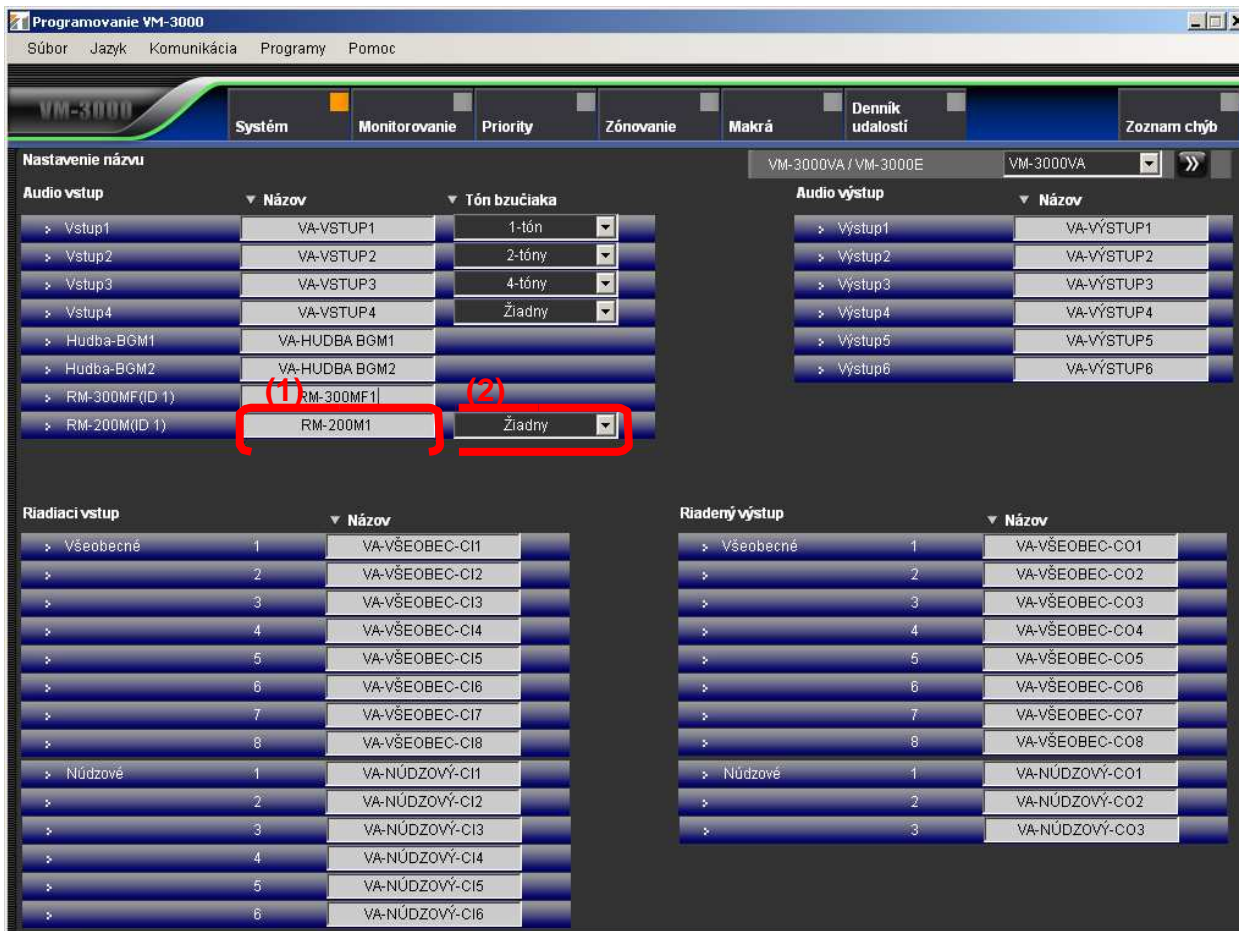 Programovanie VM-3000
Súbor Jazyk Komunikácia Programy Pomoc
VM-3000
Systém Monitorovanie Priority Zónovanie Makrá Denník udalostí Zoznam chýb
Nastavenie názvu VM-3000VA / VM-3000E VM-3000VA
Audio vstup Názov Tón bzučiaka Audio výstup Názov
Vstup1 VA-VSTUP1 1-tón Výstup1 VA-VÝSTUP1
Vstup2 VA-VSTUP2 2-tóny Výstup2 VA-VÝSTUP2
Vstup3 VA-VSTUP3 4-tóny Výstup3 VA-VÝSTUP3
Vstup4 VA-VSTUP4 Žiadny Výstup4 VA-VÝSTUP4
Hudba-BGM1 VA-HUDBA BGM1 Výstup5 VA-VÝSTUP5
Hudba-BGM2 VA-HUDBA BGM2 Výstup6 VA-VÝSTUP6
RM-300MF(ID 1) (1) RM-300MF1 (2)
RM-200M(ID 1) RM-200M1 Žiadny
Riadiaci vstup Názov Riadený výstup Názov
Všeobecné 1 VA-VŠEOBEC-CI1 Všeobecné 1 VA-VŠEOBEC-CO1
2 VA-VŠEOBEC-CI2 2 VA-VŠEOBEC-CO2
3 VA-VŠEOBEC-CI3 3 VA-VŠEOBEC-CO3
4 VA-VŠEOBEC-CI4 4 VA-VŠEOBEC-CO4
5 VA-VŠEOBEC-CI5 5 VA-VŠEOBEC-CO5
6 VA-VŠEOBEC-CI6 6 VA-VŠEOBEC-CO6
7 VA-VŠEOBEC-CI7 7 VA-VŠEOBEC-CO7
8 VA-VŠEOBEC-CI8 8 VA-VŠEOBEC-CO8
Núdzové 1 VA-NÚDZOVÝ-CI1 Núdzové 1 VA-NÚDZOVÝ-CO1
2 VA-NÚDZOVÝ-CI2 2 VA-NÚDZOVÝ-CO2
3 VA-NÚDZOVÝ-CI3 3 VA-NÚDZOVÝ-CO3
4 VA-NÚDZOVÝ-CI4
5 VA-NÚDZOVÝ-CI5
6 VA-NÚDZOVÝ-CI6